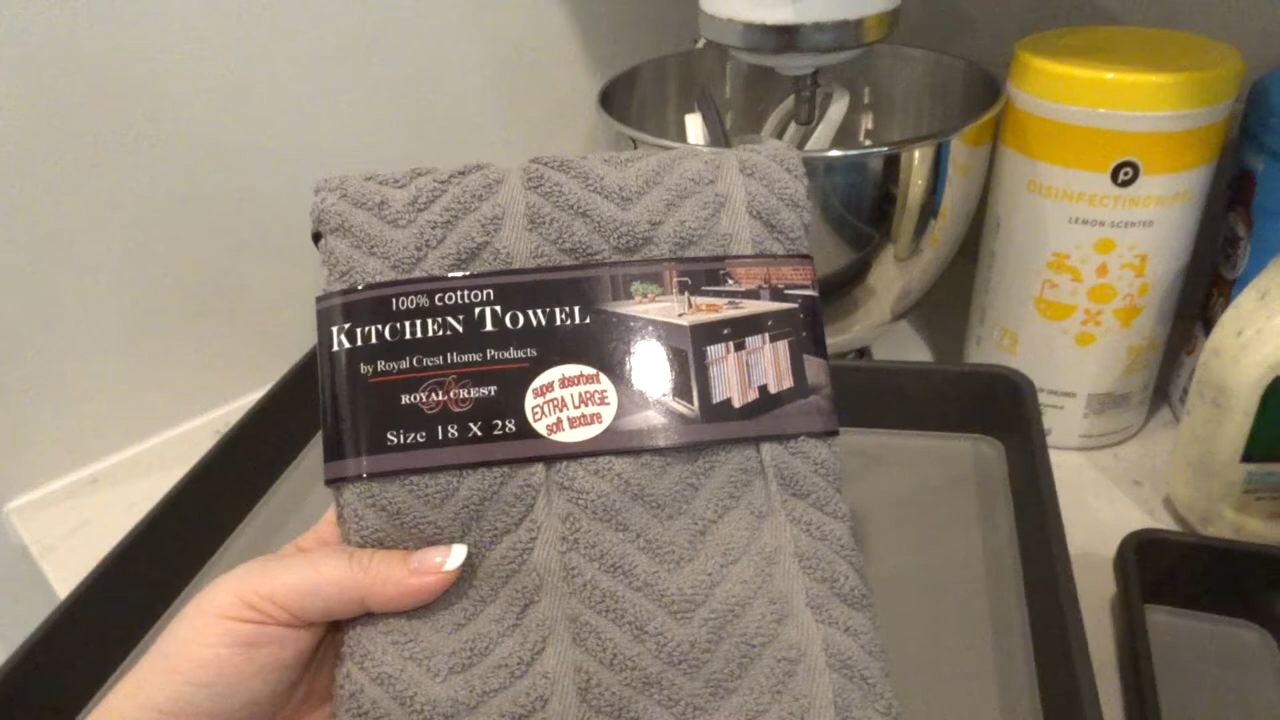 100% cotton
KITCHEN TOWEL
by Royal Crest Home Products
ROYAL CREST
Size 18 X 28
super absorbent
EXTRA LARGE
soft texture
P
DISINFECTING
LEMON SCENTED
75